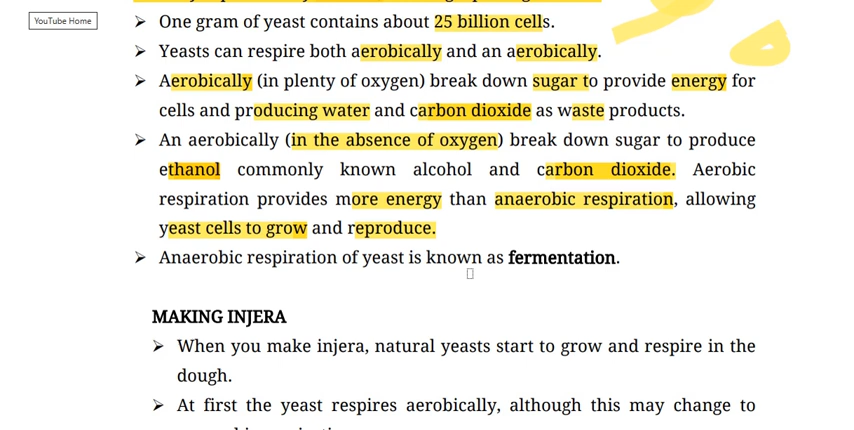 YouTube Home
➢ One gram of yeast contains about 25 billion cells.
➢ Yeasts can respire both aerobically and an aerobically.
➢ Aerobically (in plenty of oxygen) break down sugar to provide energy for
cells and producing water and carbon dioxide as waste products.
➢ An aerobically (in the absence of oxygen) break down sugar to produce
ethanol commonly known alcohol and carbon dioxide. Aerobic
respiration provides more energy than anaerobic respiration, allowing
yeast cells to grow and reproduce.
➢ Anaerobic respiration of yeast is known as fermentation.
MAKING INJERA
➢ When you make injera, natural yeasts start to grow and respire in the
dough.
➢ At first the yeast respires aerobically, although this may change to